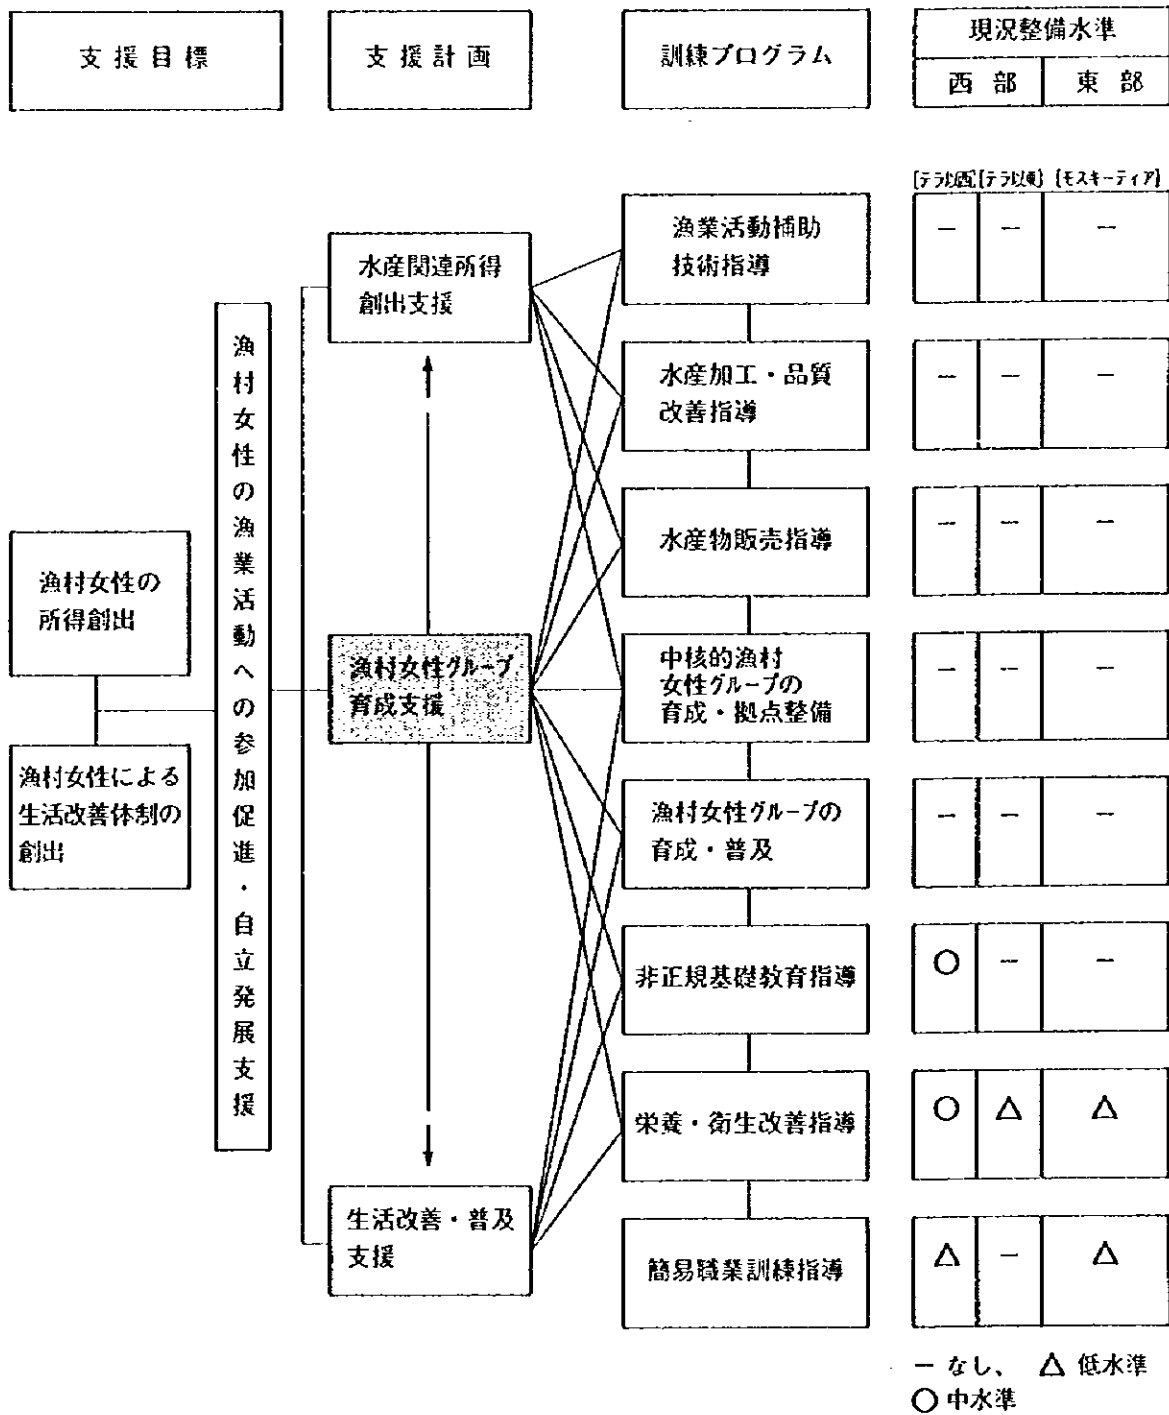 支援目標
支援計画
訓練プログラム
現況整備水準
西部
東部
[テラ以西]
[テラ以東]
[モスキーティア]
漁村女性の
所得創出
漁村女性による
生活改善体制の
創出
漁村女性の漁業活動への参加促進・自立発展支援
水産関連所得
創出支援
漁村女性グループ
育成支援
生活改善・普及
支援
漁業活動補助
技術指導
－ － －
水産加工・品質
改善指導
－ － －
水産物販売指導
－ － －
中核的漁村
女性グループの
育成・拠点整備
－ － －
漁村女性グループの
育成・普及
－ － －
非正規基礎教育指導
○ － －
栄養・衛生改善指導
○ △ △
簡易職業訓練指導
△ － △
－ なし、 △ 低水準
○ 中水準